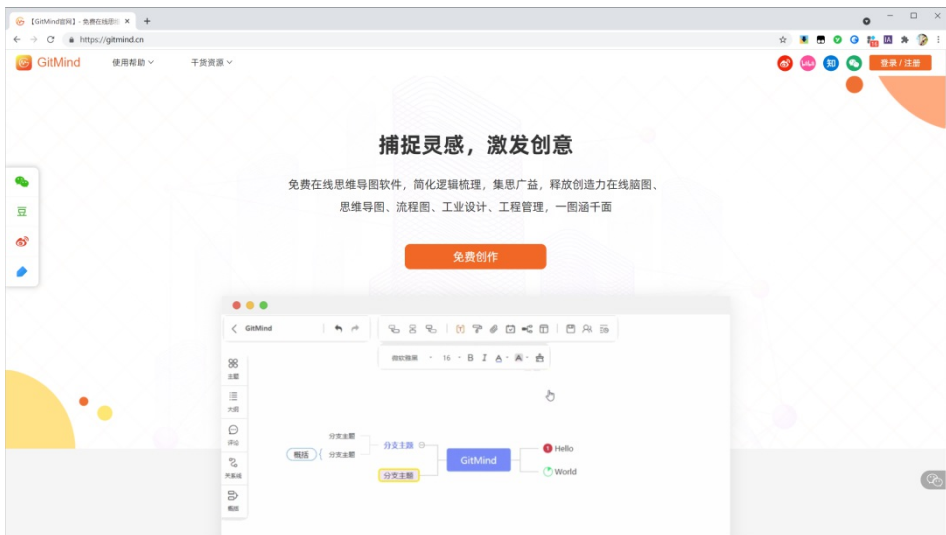 【GitMind官网】- 免费在线思维
https://gitmind.cn
GitMind
使用帮助
干货资源
知
登录 / 注册
捕捉灵感，激发创意
免费在线思维导图软件，简化逻辑梳理，集思广益，释放创造力在线脑图、
思维导图、流程图、工业设计、工程管理，一图涵千面
豆
免费创作
GitMind
微软雅黑
16
B I A A
主题
大纲
评论
关系线
概括
分支主题
分支主题
概括
分支主题
分支主题
GitMind
Hello
World